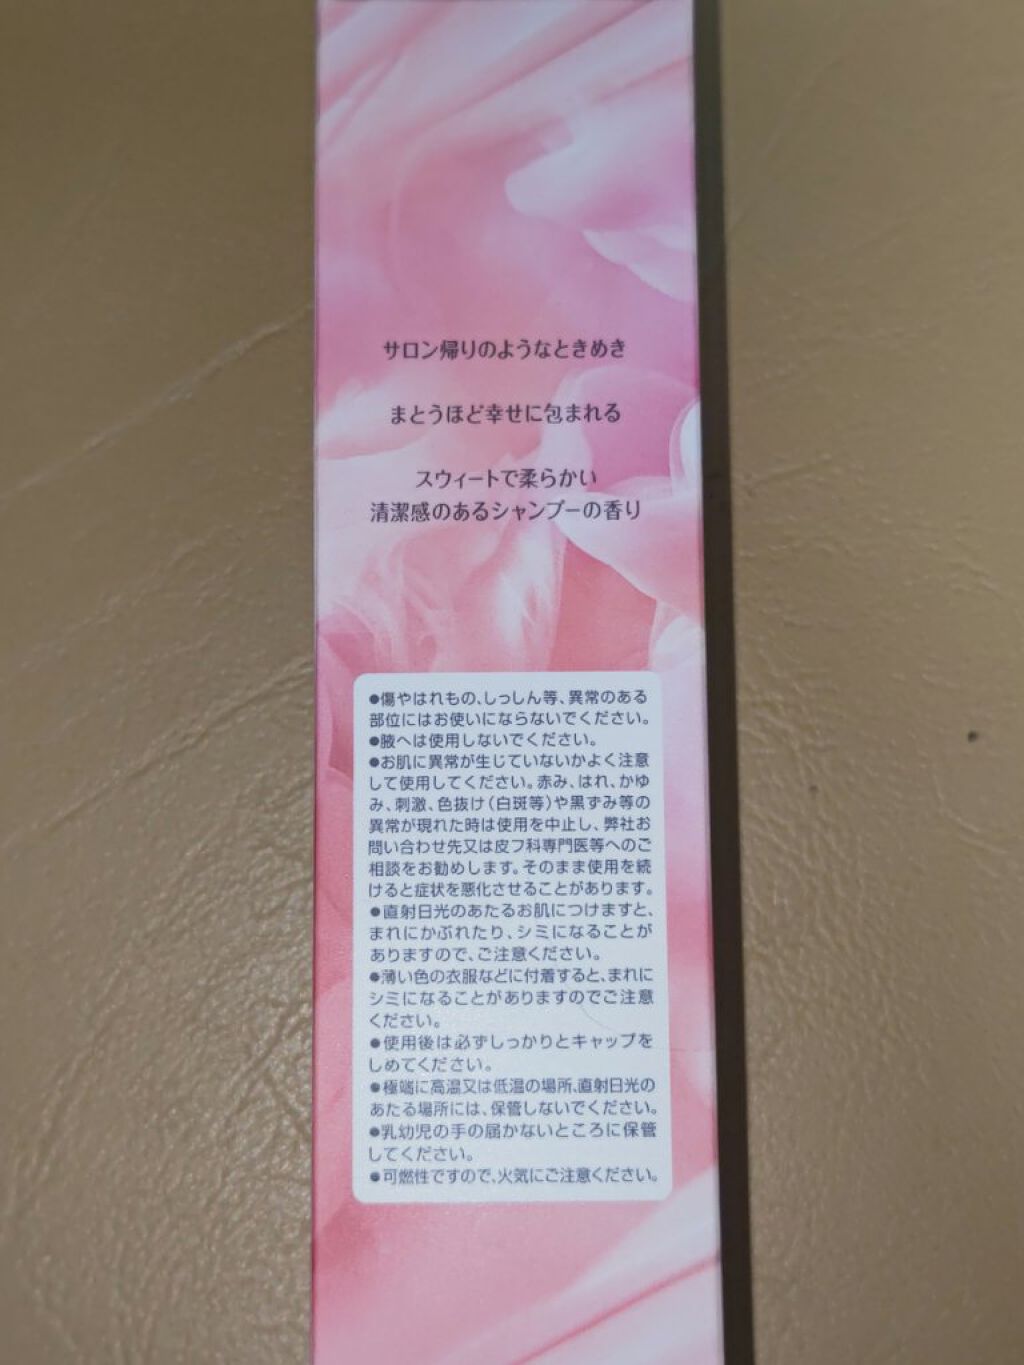 サロン帰りのようなときめき
まとうほど幸せに包まれる
スウィートで柔らかい
清潔感のあるシャンプーの香り
●傷やはれもの、しっしん等、異常のある
部位にはお使いにならないでください。
●腋へは使用しないでください。
●お肌に異常が生じていないかよく注意
して使用してください。赤み、はれ、かゆ
み、刺激、色抜け(白斑等)や黒ずみ等の
異常が現れた時は使用を中止し、弊社お
問い合わせ先又は皮フ科専門医等へのご
相談をお勧めします。そのまま使用を続
けると症状を悪化させることがあります。
●直射日光のあたるお肌につけますと、
まれにかぶれたり、シミになることが
ありますので、ご注意ください。
●薄い色の衣服などに付着すると、まれに
シミになることがありますのでご注意
ください。
●使用後は必ずしっかりとキャップを
しめてください。
●極端に高温又は低温の場所、直射日光の
あたる場所には、保管しないでください。
●乳幼児の手の届かないところに保管
してください。
●可燃性ですので、火気にご注意ください。